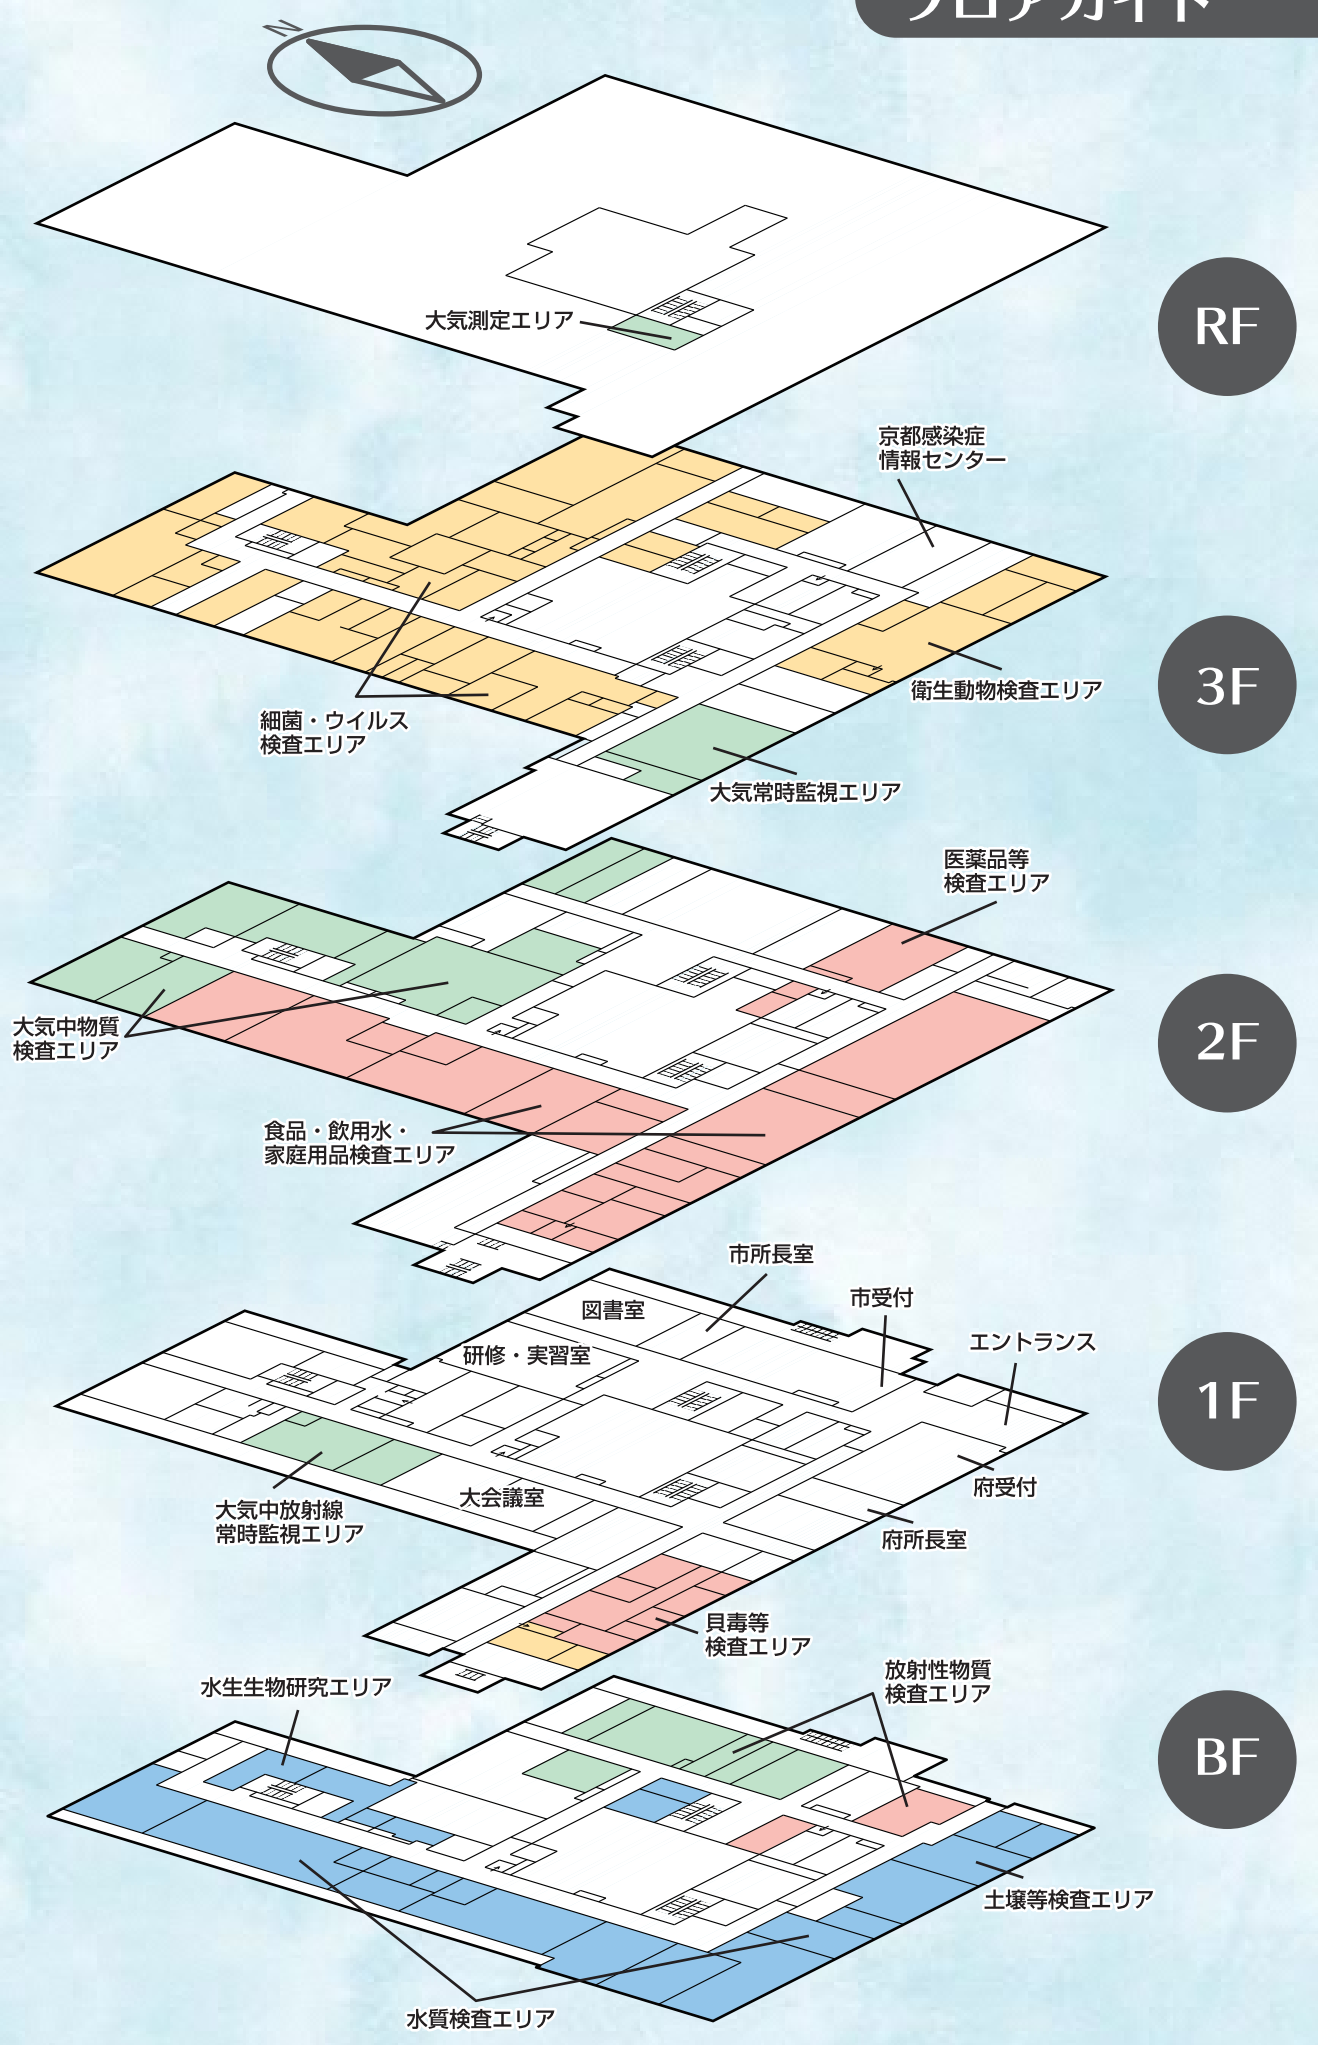 フロアガイド
N
RF
大気測定エリア
京都感染症
情報センター
3F
衛生動物検査エリア
細菌・ウイルス
検査エリア
大気常時監視エリア
医薬品等
検査エリア
2F
大気中物質
検査エリア
食品・飲用水・
家庭用品検査エリア
市所長室
市受付
図書室
エントランス
研修・実習室
1F
府受付
大会議室
大気中放射線
常時監視エリア
府所長室
貝毒等
検査エリア
放射性物質
検査エリア
水生生物研究エリア
BF
土壌等検査エリア
水質検査エリア